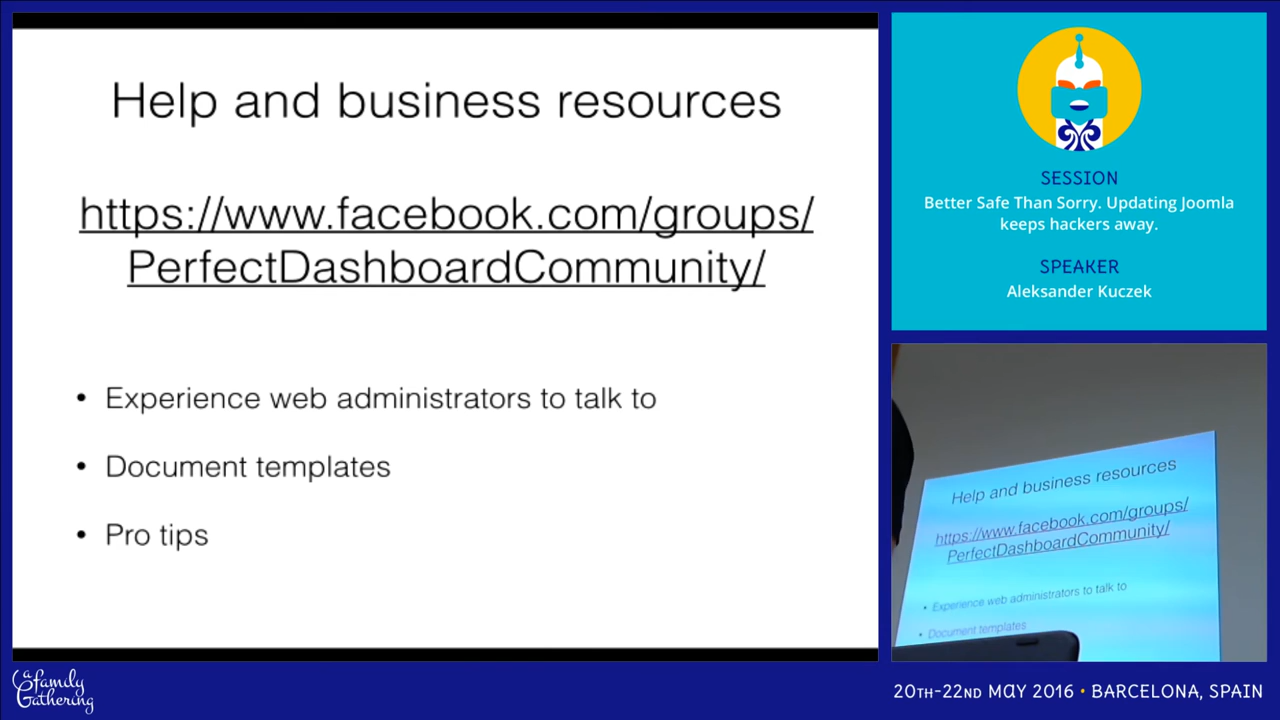 Help and business resources
https://www.facebook.com/groups/
PerfectDashboardCommunity/
• Experience web administrators to talk to
• Document templates
• Pro tips
SESSION
Better Safe Than Sorry. Updating Joomla
keeps hackers away.
SPEAKER
Aleksander Kuczek
Help and business resources
https://www.facebook.com/groups/
PerfectDashboardCommunity/
• Experience web administrators to talk to
• Document templates
a family
Gathering
20TH-22ND MAY 2016 • BARCELONA, SPAIN